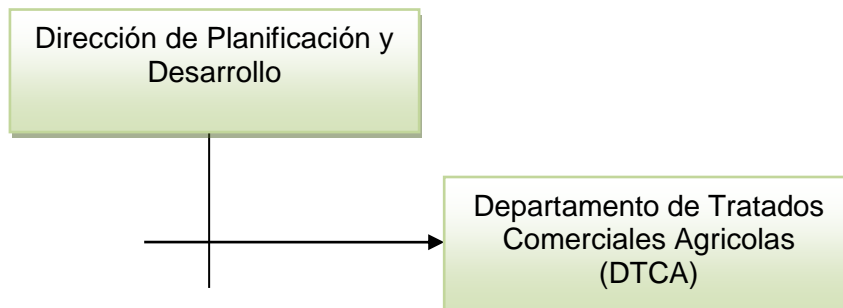 Dirección de Planificación y
Desarrollo
Departamento de Tratados
Comerciales Agricolas
(DTCA)